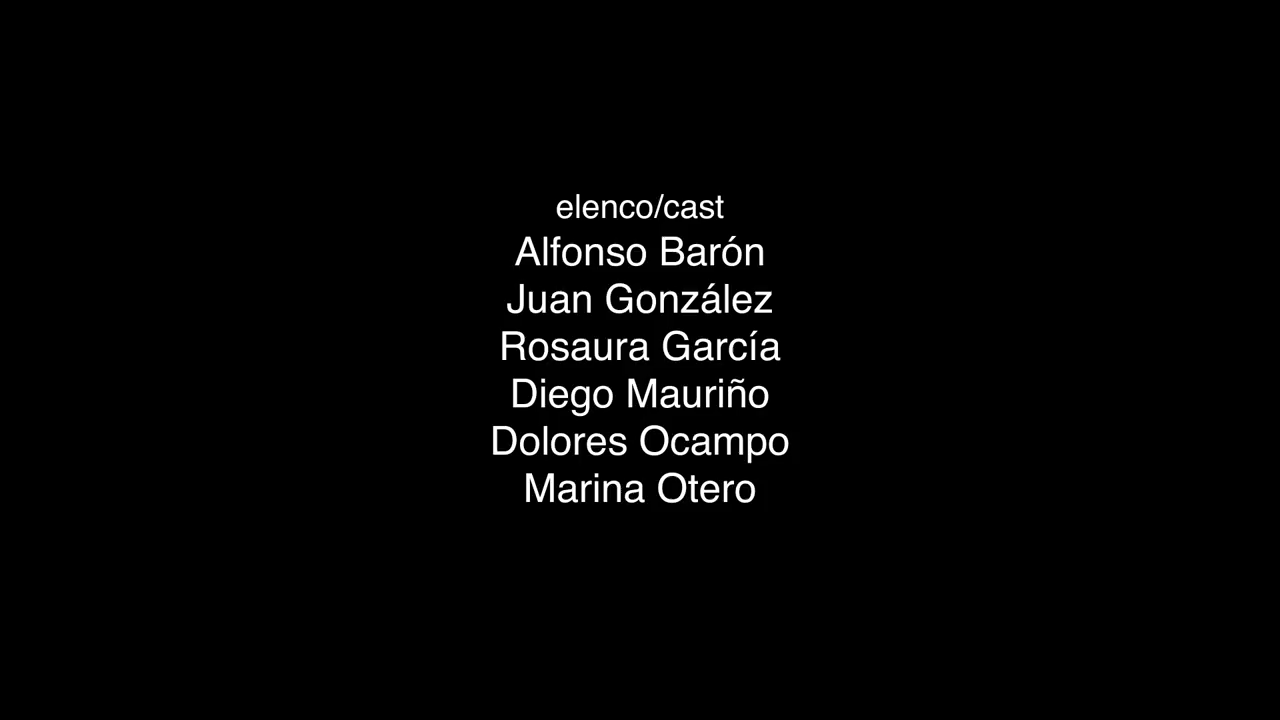 elenco/cast
Alfonso Barón
Juan González
Rosaura García
Diego Mauriño
Dolores Ocampo
Marina Otero